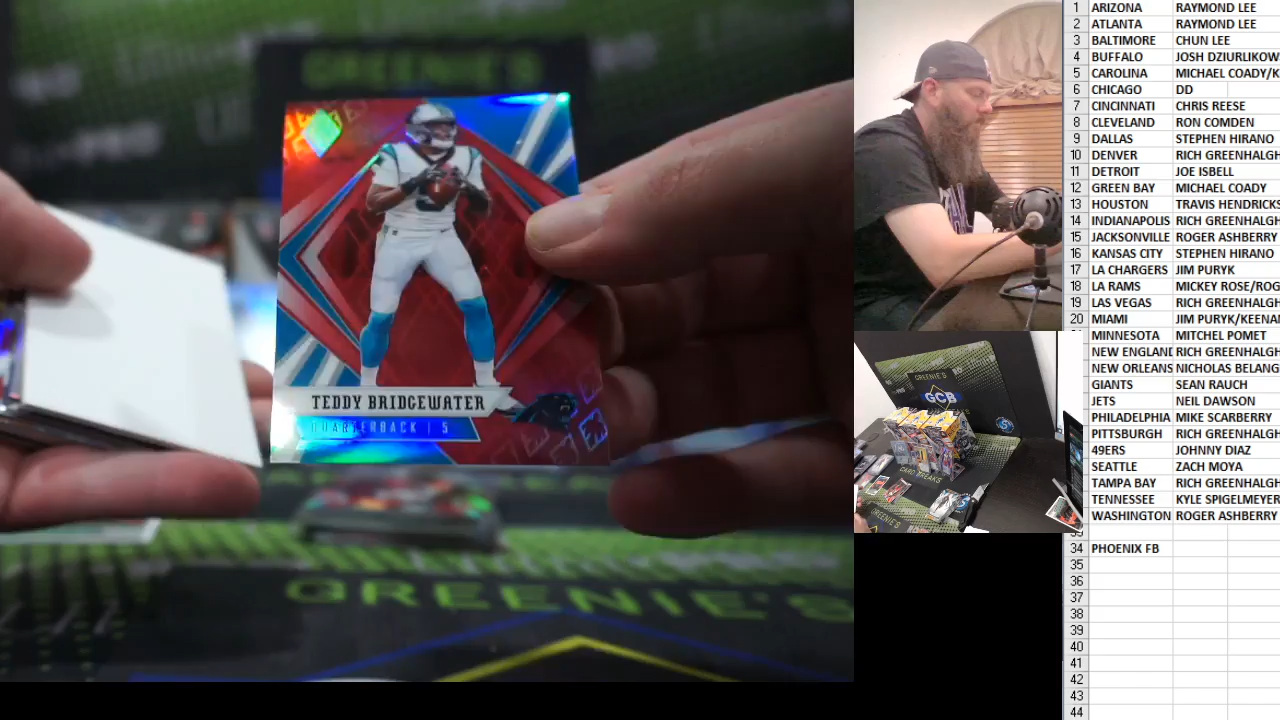 GREENIE'S
TEDDY BRIDGEWATER
QUARTERBACK | 5
GREENIE'S
GREENIE'S
GCB
CARD BREAKS
1 ARIZONA RAYMOND LEE
2 ATLANTA RAYMOND LEE
3 BALTIMORE CHUN LEE
4 BUFFALO JOSH DZIURLIKOW
5 CAROLINA MICHAEL COADY/K
6 CHICAGO DD
7 CINCINNATI CHRIS REESE
8 CLEVELAND RON COMDEN
9 DALLAS STEPHEN HIRANO
10 DENVER RICH GREENHALGH
11 DETROIT JOE ISBELL
12 GREEN BAY MICHAEL COADY
13 HOUSTON TRAVIS HENDRICKS
14 INDIANAPOLIS RICH GREENHALGH
15 JACKSONVILLE ROGER ASHBERRY
16 KANSAS CITY STEPHEN HIRANO
17 LA CHARGERS JIM PURYK
18 LA RAMS MICKEY ROSE/ROG
19 LAS VEGAS RICH GREENHALGH
20 MIAMI JIM PURYK/KEENAN
MINNESOTA MITCHEL POMET
NEW ENGLAND RICH GREENHALGH
NEW ORLEANS NICHOLAS BELANG
GIANTS SEAN RAUCH
JETS NEIL DAWSON
PHILADELPHIA MIKE SCARBERRY
PITTSBURGH RICH GREENHALGH
49ERS JOHNNY DIAZ
SEATTLE ZACH MOYA
TAMPA BAY RICH GREENHALGH
TENNESSEE KYLE SPIGELMEYER
WASHINGTON ROGER ASHBERRY
34 PHOENIX FB
35
36
37
38
39
40
41
42
43
44